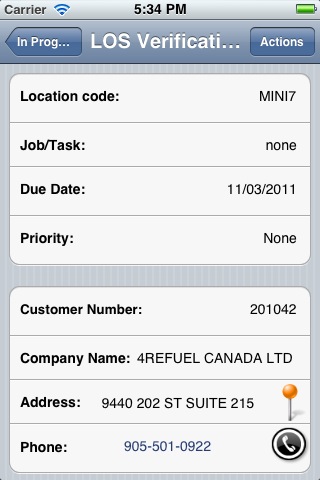 Carrier 5:34 PM
In Prog... LOS Verificati... Actions
Location code: MINI7
Job/Task: none
Due Date: 11/03/2011
Priority: None
Customer Number: 201042
Company Name: 4REFUEL CANADA LTD
Address: 9440 202 ST SUITE 215
Phone: 905-501-0922